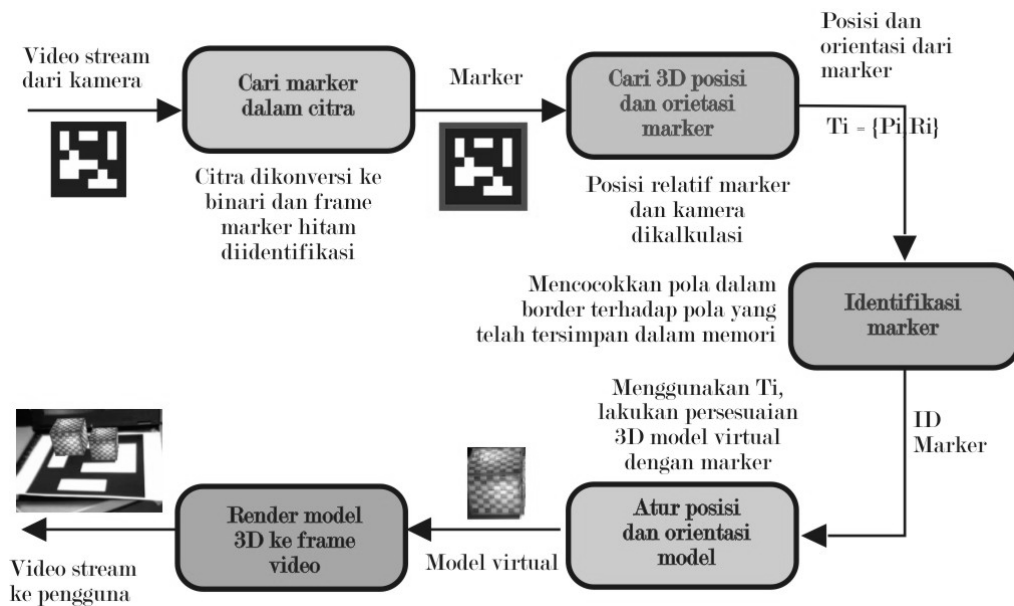 Video stream
dari kamera
Cari marker
dalam citra
Citra dikonversi ke
binari dan frame
marker hitam
diidentifikasi
Marker
Cari 3D posisi
dan orietasi
marker
Posisi relatif marker
dan kamera
dikalkulasi
Posisi dan
orientasi dari
marker
Ti = {Pi,Ri}
Identifikasi
marker
Mencocokkan pola dalam
border terhadap pola yang
telah tersimpan dalam memori
ID
Marker
Menggunakan Ti,
lakukan persesuaian
3D model virtual
dengan marker
Atur posisi
dan orientasi
model
Model virtual
Render model
3D ke frame
video
Video stream
ke pengguna